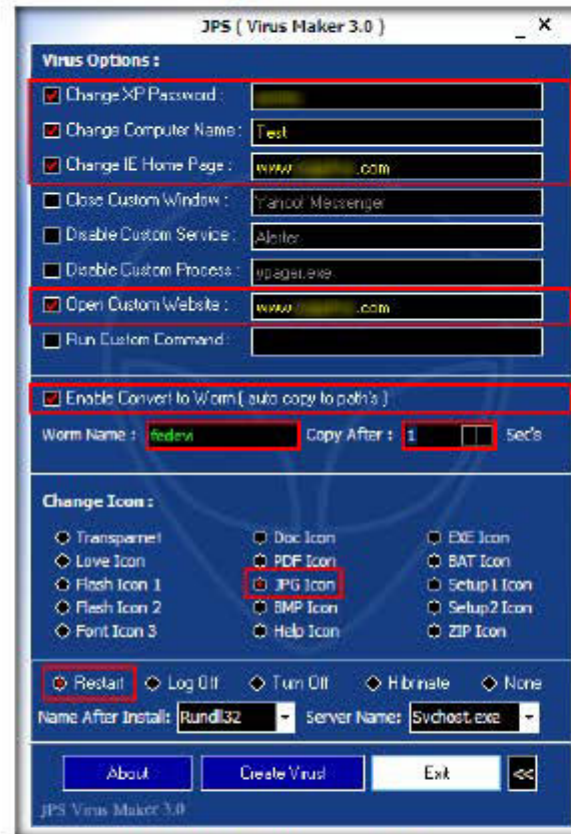 JPS ( Virus Maker 3.0 )
Virus Options :
Change XP Password :
Change Computer Name : Test
Change IE Home Page : www. .com
Close Custom Window : Yahoo! Messenger
Disable Custom Service : Alerter
Disable Custom Process : ypager.exe
Open Custom Website : www. .com
Run Custom Command :
Enable Convert to Worm ( auto copy to path's )
Worm Name : fedevi Copy After : 1 Sec's
Change Icon :
Transparnet Doc Icon EXE Icon
Love Icon PDF Icon BAT Icon
Flash Icon 1 JPG Icon Setup1 Icon
Flash Icon 2 BMP Icon Setup2 Icon
Font Icon 3 Help Icon ZIP Icon
Restart Log Off Turn Off Hibrinate None
Name After Install: Rundll32 Server Name: Svchost.exe
About Create Virus! Exit <<
JPS Virus Maker 3.0